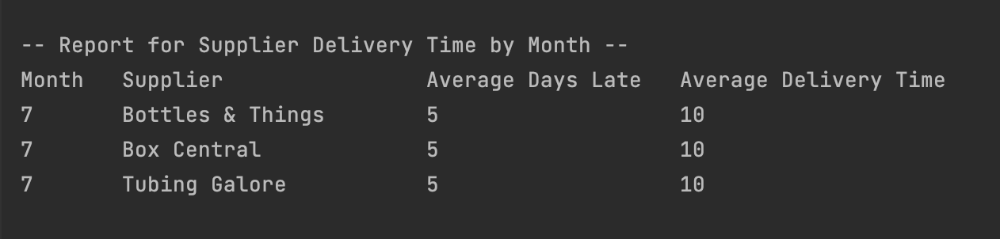 -- Report for Supplier Delivery Time by Month --
Month   Supplier                Average Days Late   Average Delivery Time
7       Bottles & Things        5                   10
7       Box Central             5                   10
7       Tubing Galore           5                   10